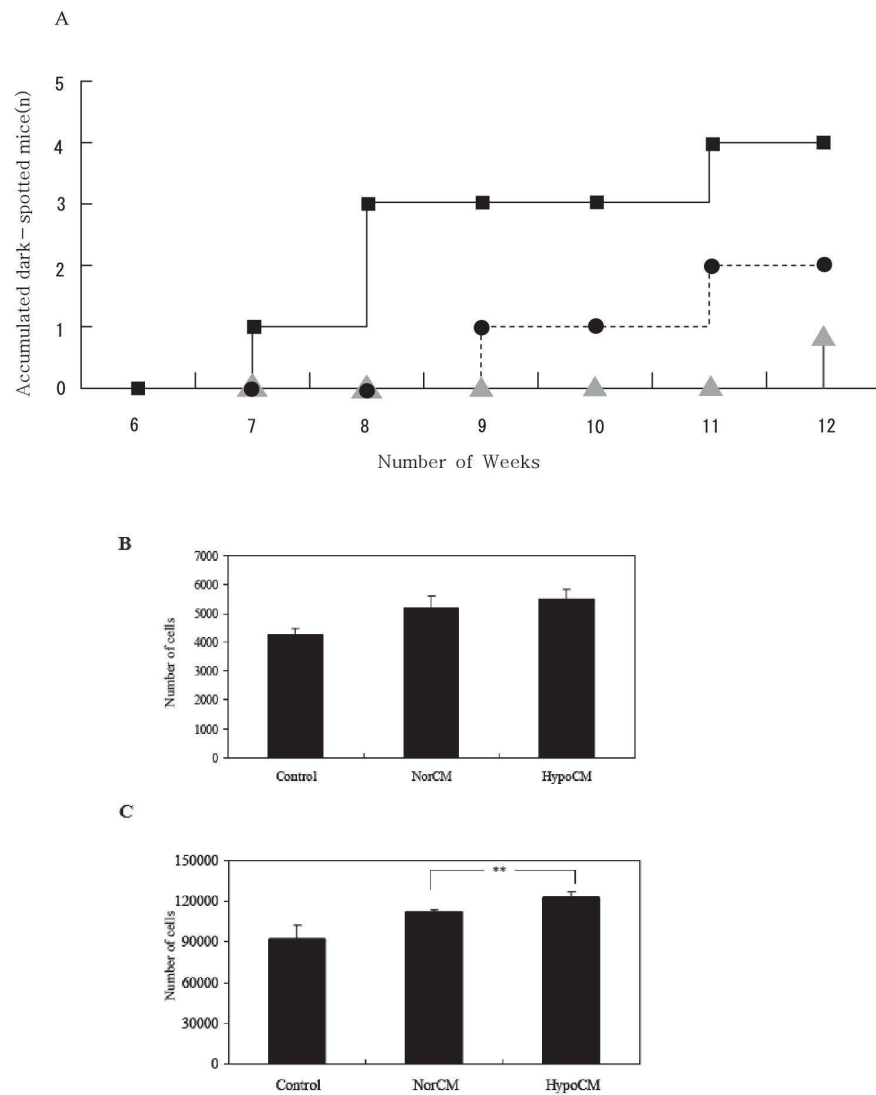 A
Accumulated dark-spotted mice(n)
5
4
3
2
1
0
6 7 8 9 10 11 12
Number of Weeks
B
Number of cells
7000
6000
5000
4000
3000
2000
1000
0
Control NorCM HypoCM
C
Number of cells
150000
120000
90000
60000
30000
0
**
Control NorCM HypoCM